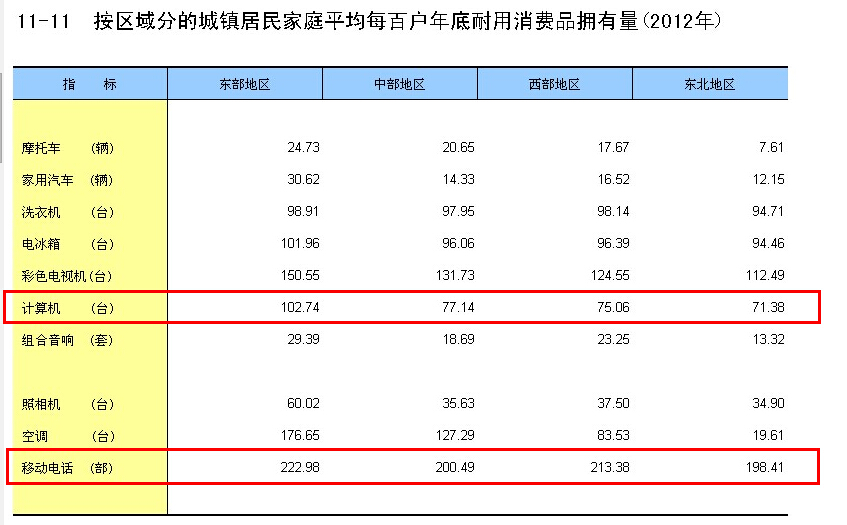 11-11 按区域分的城镇居民家庭平均每百户年底耐用消费品拥有量(2012年)
指 标 东部地区 中部地区 西部地区 东北地区
摩托车 (辆) 24.73 20.65 17.67 7.61
家用汽车 (辆) 30.62 14.33 16.52 12.15
洗衣机 (台) 98.91 97.95 98.14 94.71
电冰箱 (台) 101.96 96.06 96.39 94.46
彩色电视机(台) 150.55 131.73 124.55 112.49
计算机 (台) 102.74 77.14 75.06 71.38
组合音响 (套) 29.39 18.69 23.25 13.32
照相机 (台) 60.02 35.63 37.50 34.90
空调 (台) 176.65 127.29 83.53 19.61
移动电话 (部) 222.98 200.49 213.38 198.41